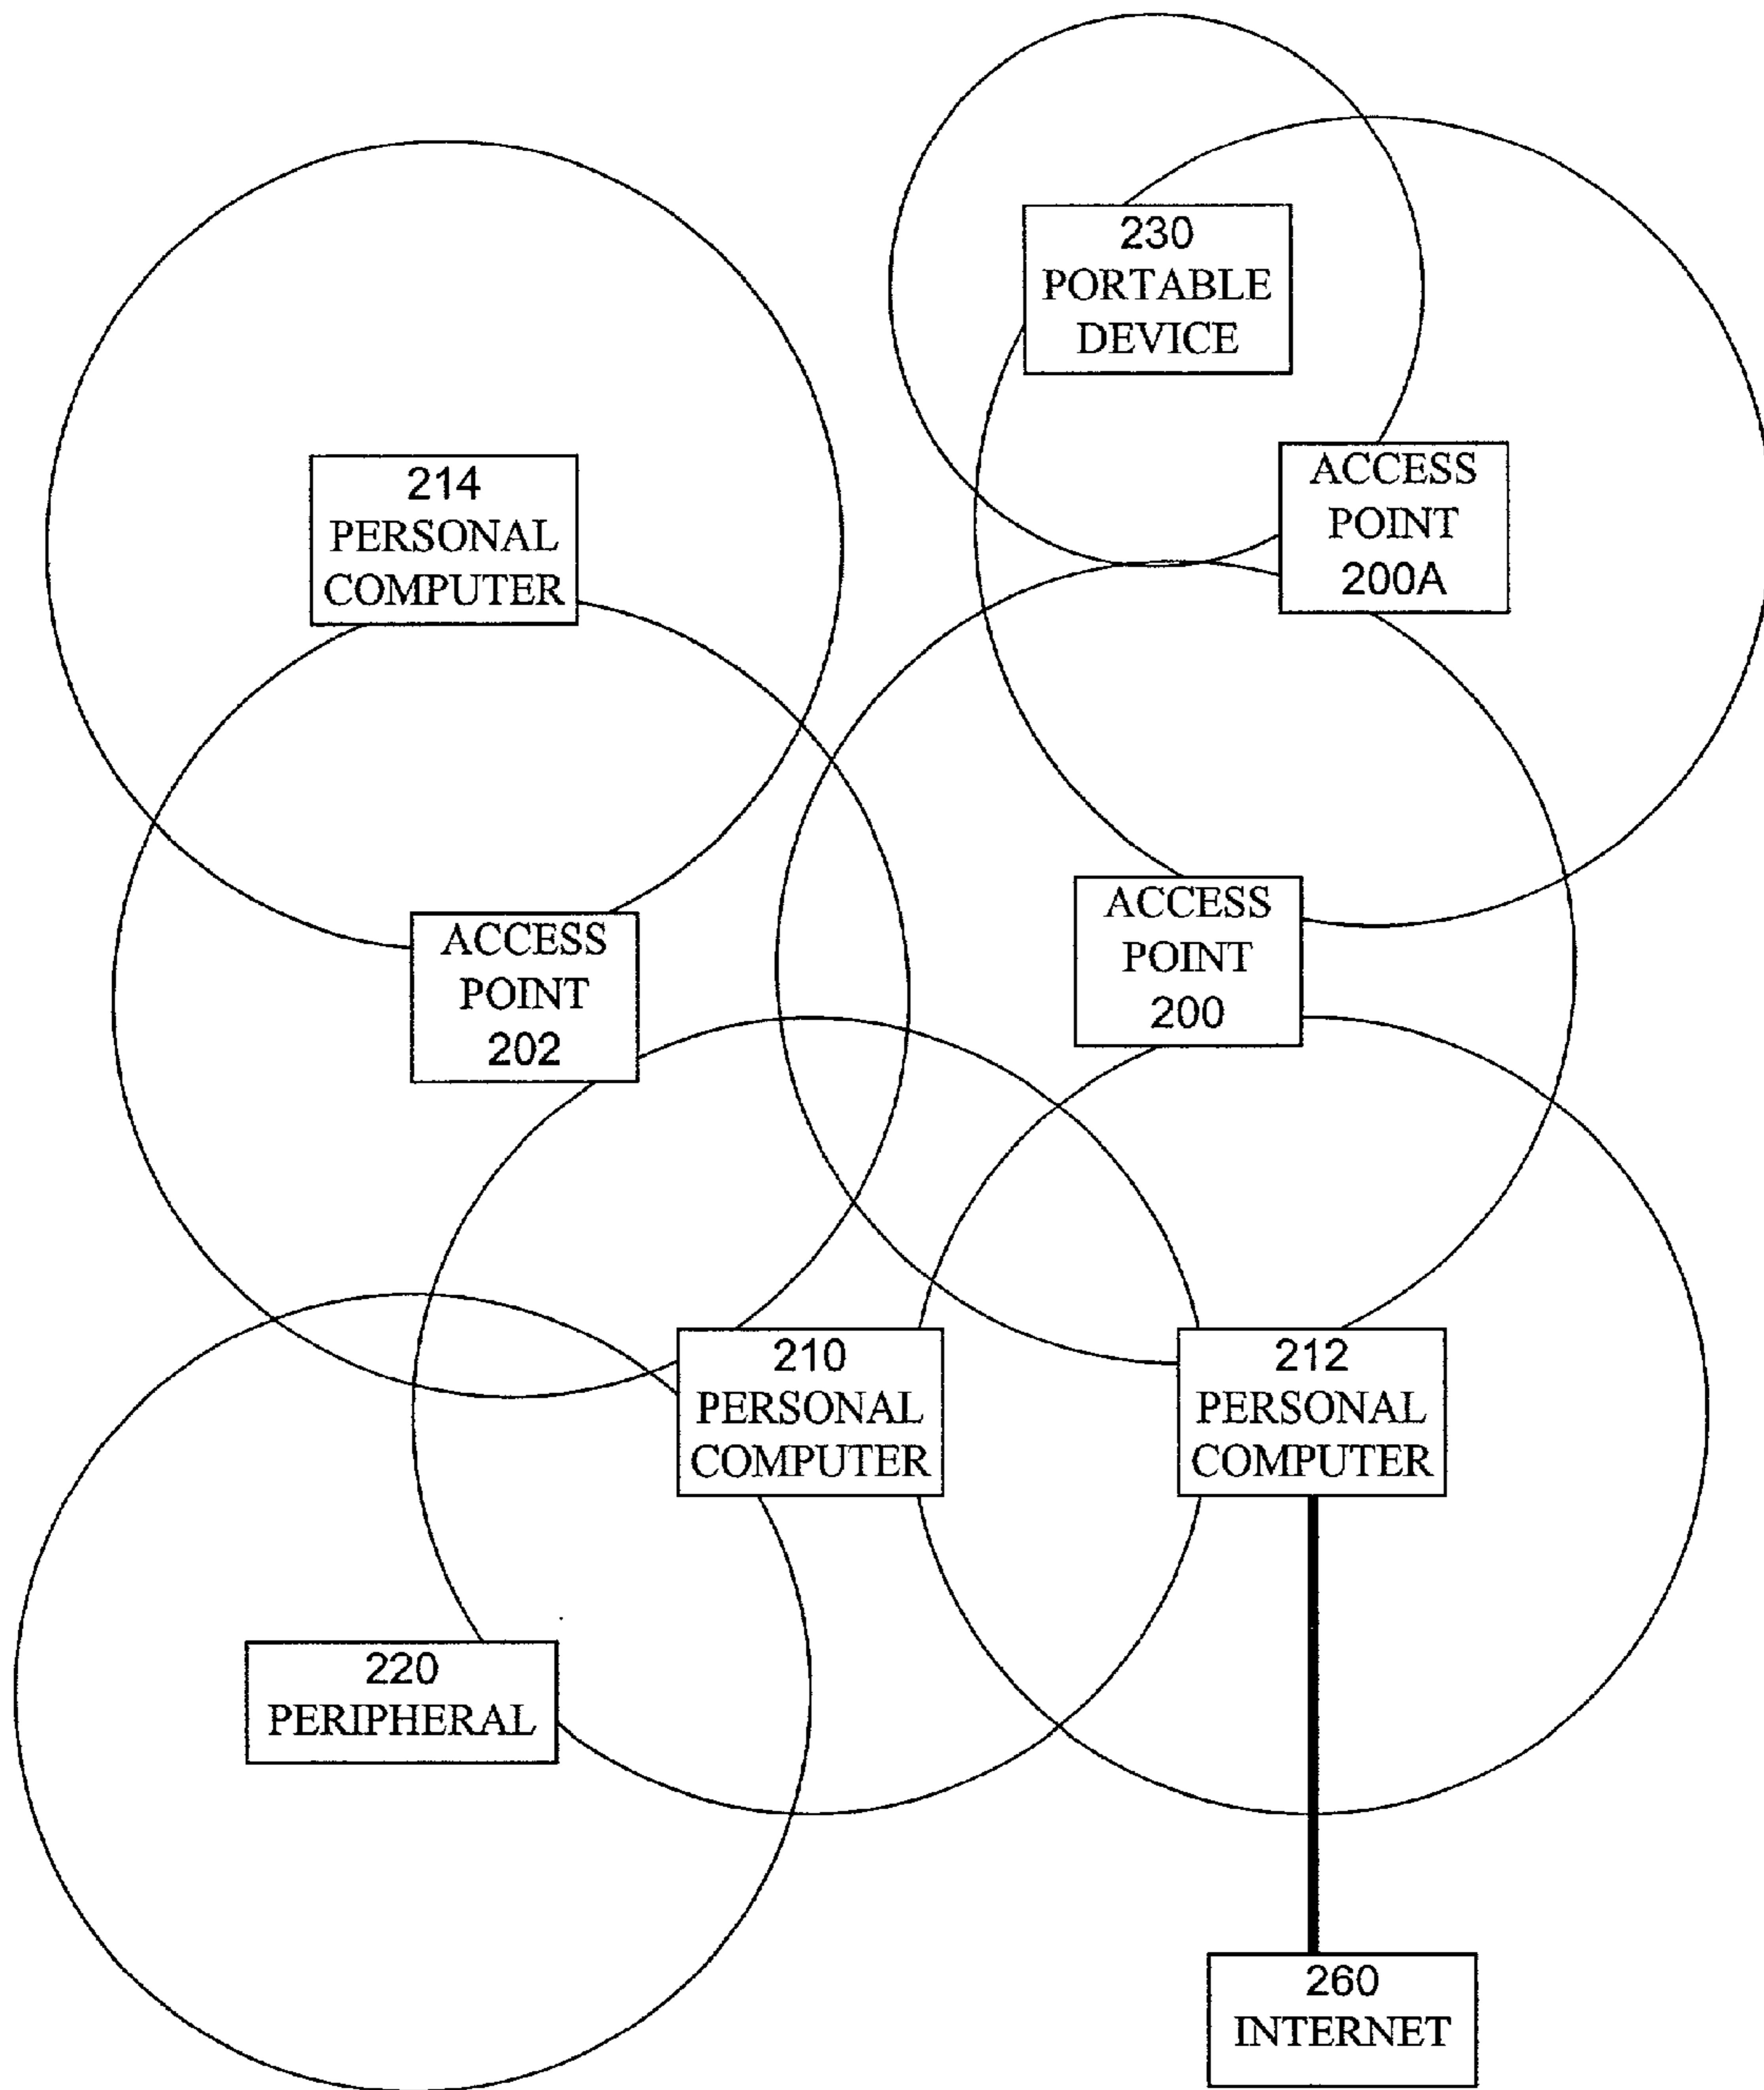 230
PORTABLE
DEVICE
214
PERSONAL
COMPUTER
ACCESS
POINT
200A
ACCESS
POINT
202
ACCESS
POINT
200
210
PERSONAL
COMPUTER
212
PERSONAL
COMPUTER
220
PERIPHERAL
260
INTERNET